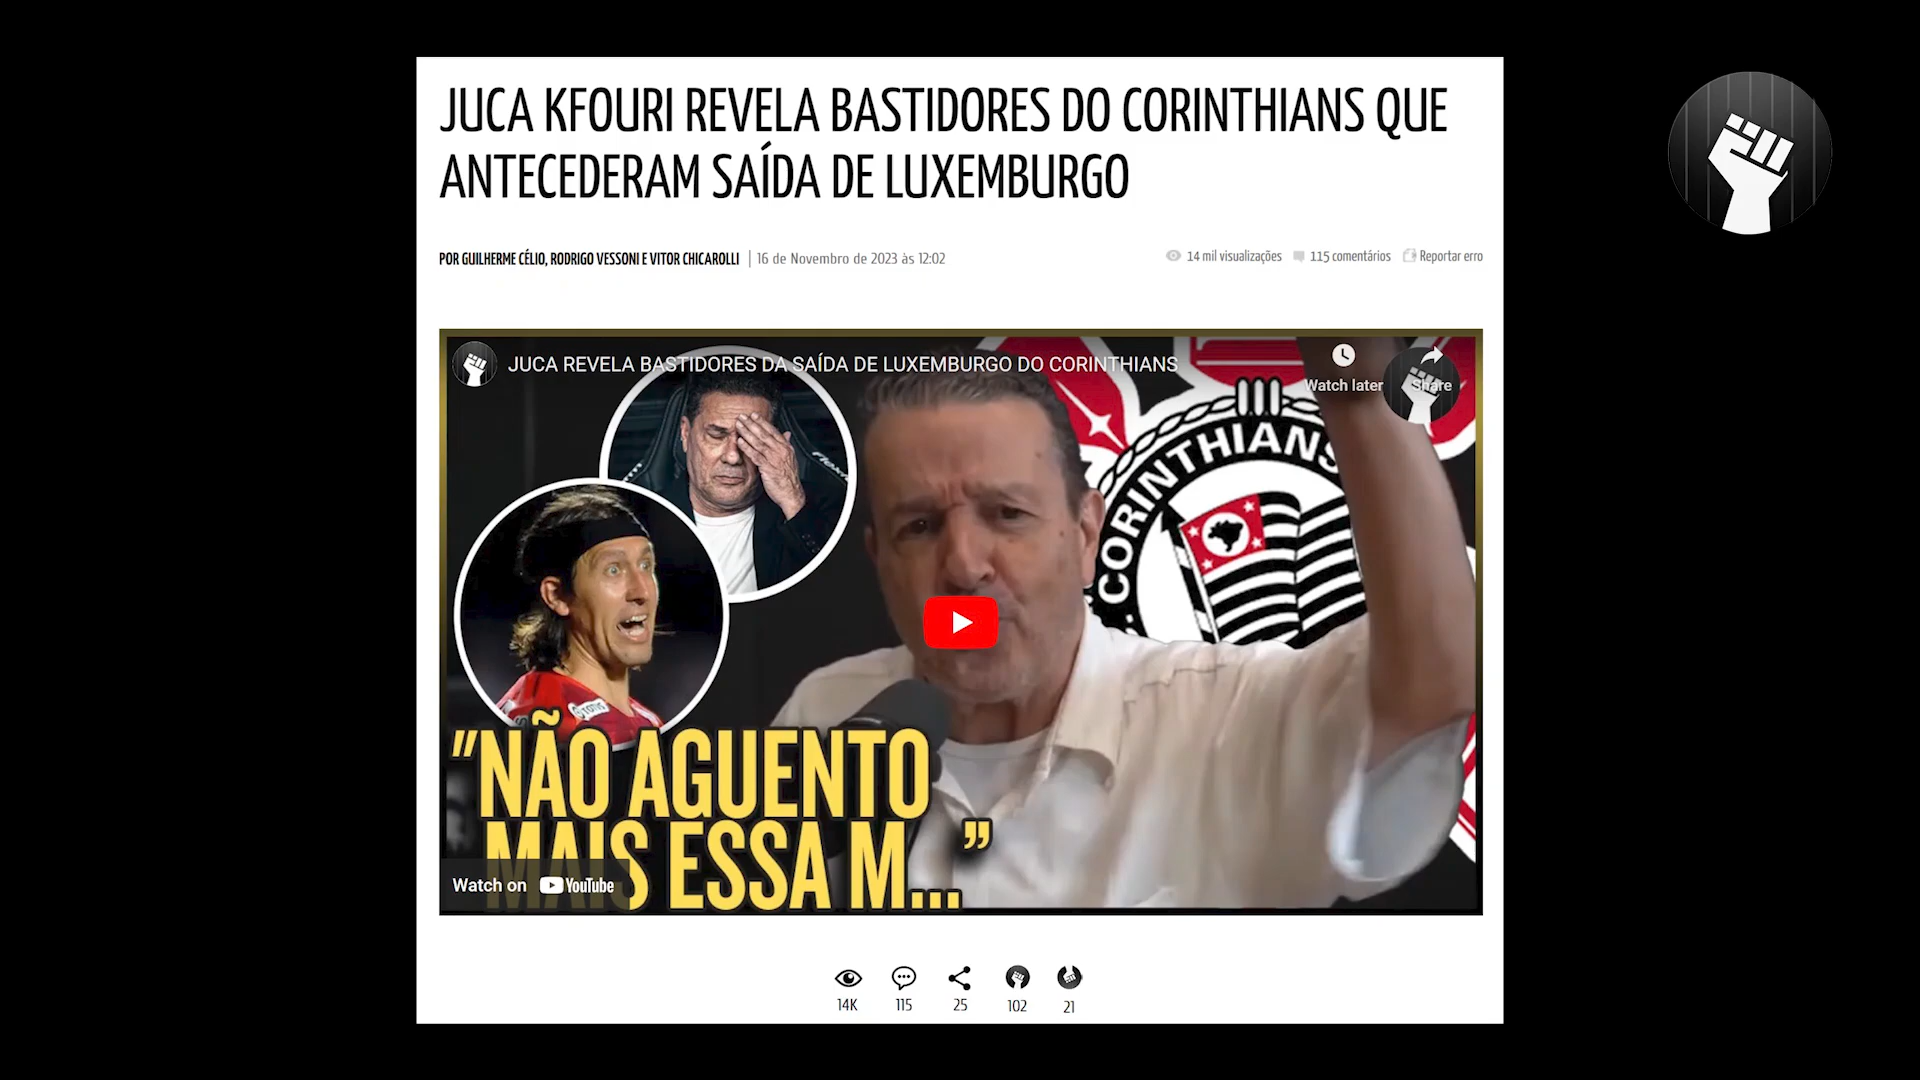 JUCA KFOURI REVELA BASTIDORES DO CORINTHIANS QUE
ANTECEDERAM SAÍDA DE LUXEMBURGO
POR GUILHERME CÉLIO, RODRIGO VESSONI E VITOR CHICAROLLI | 16 de Novembro de 2023 às 12:02
14 mil visualizações 115 comentários Reportar erro
JUCA REVELA BASTIDORES DA SAÍDA DE LUXEMBURGO DO CORINTHIANS
Watch later
Share
CORINTHIANS
"NÃO AGUENTO
MAIS ESSA M..."
Watch on YouTube
14K 115 25 102 21